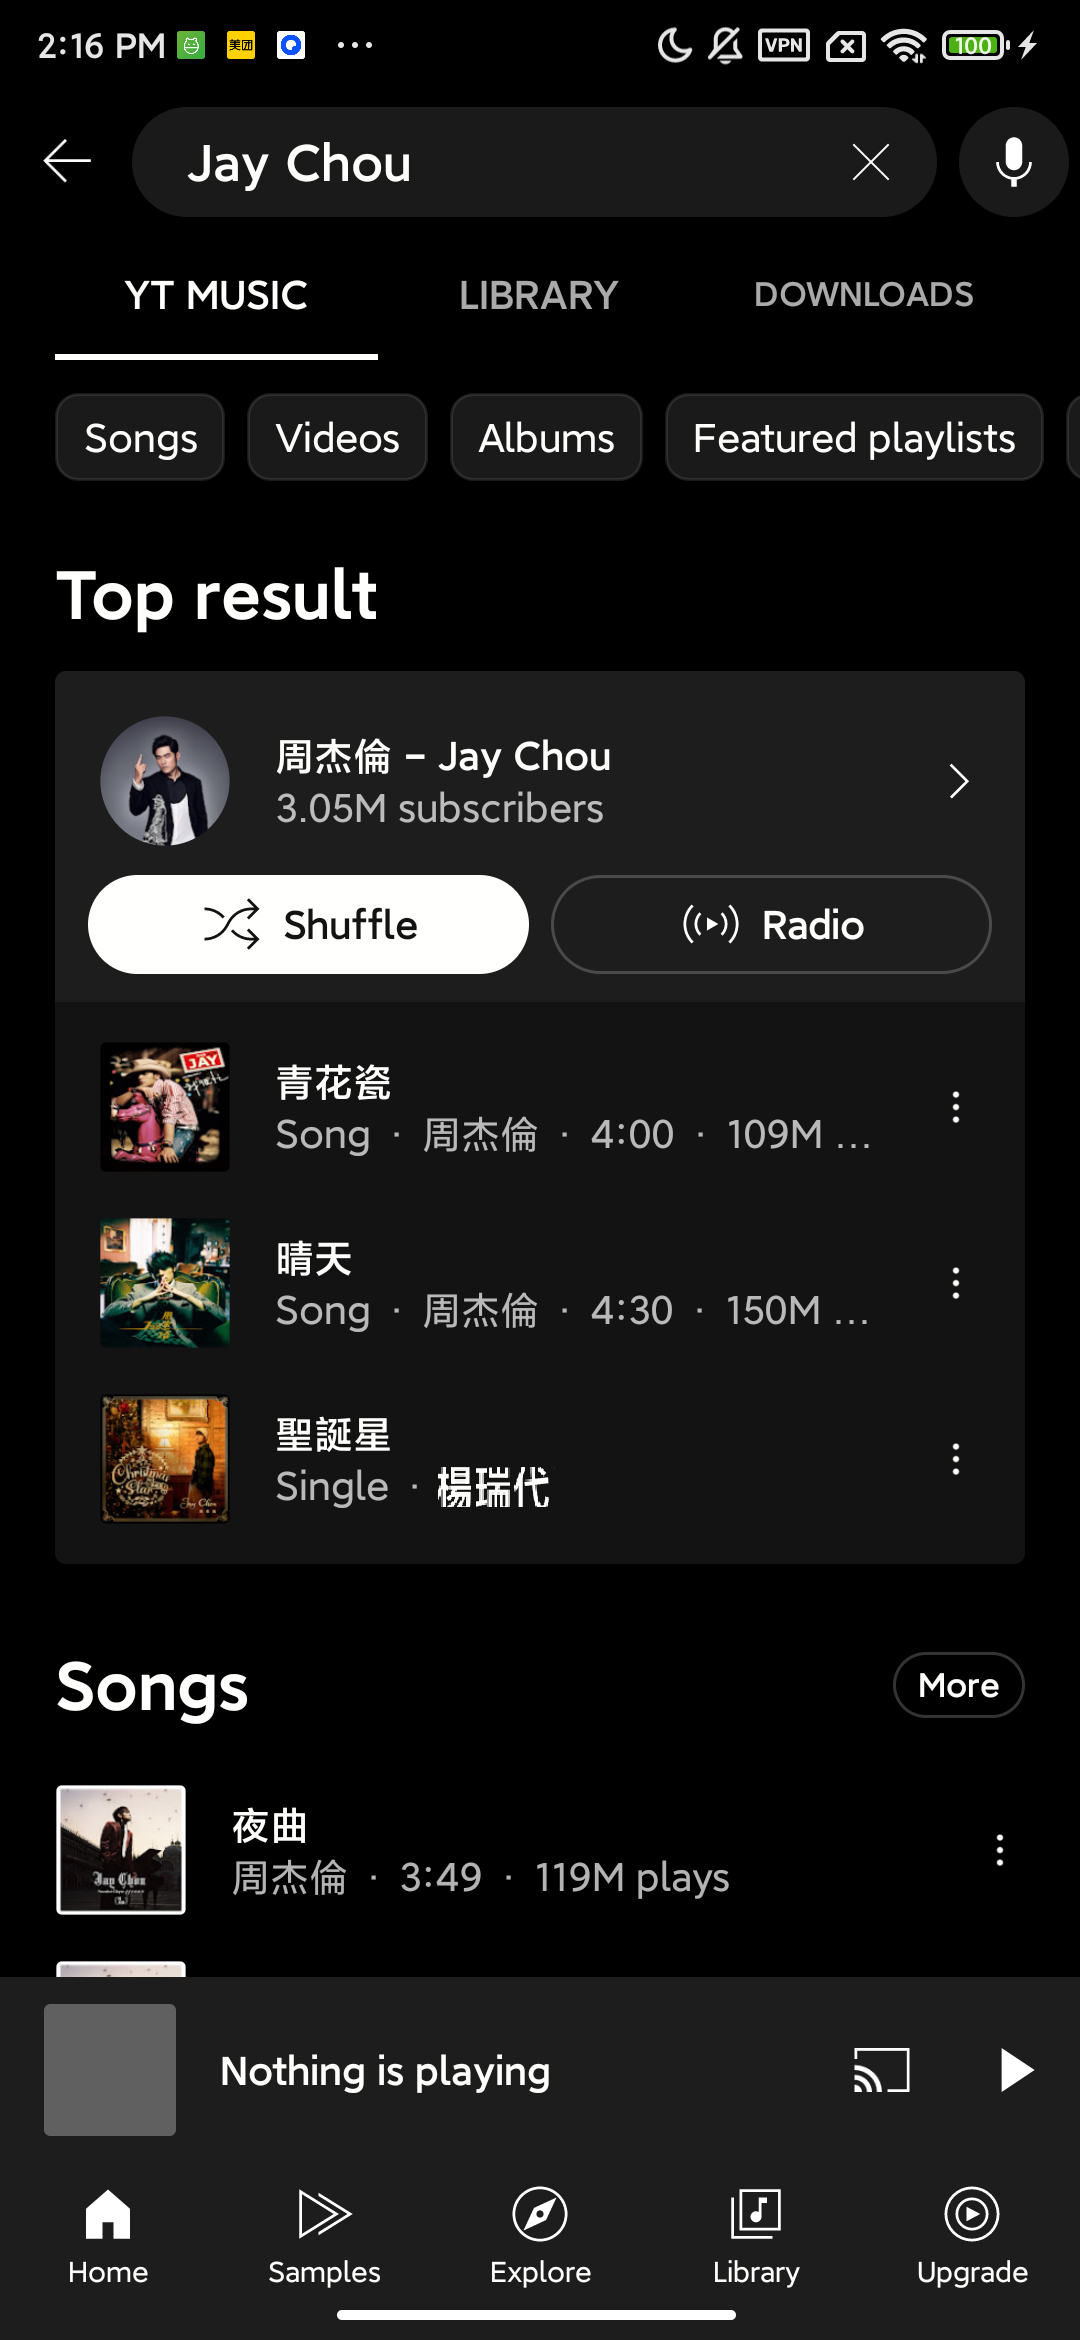 2:16 PM 美团 ... VPN 100
Jay Chou
YT MUSIC LIBRARY DOWNLOADS
Songs Videos Albums Featured playlists
Top result
周杰倫 – Jay Chou
3.05M subscribers
Shuffle Radio
青花瓷
Song · 周杰倫 · 4:00 · 109M ...
晴天
Song · 周杰倫 · 4:30 · 150M ...
聖誕星
Single · 楊瑞代
Songs More
夜曲
周杰倫 · 3:49 · 119M plays
Nothing is playing
Home Samples Explore Library Upgrade